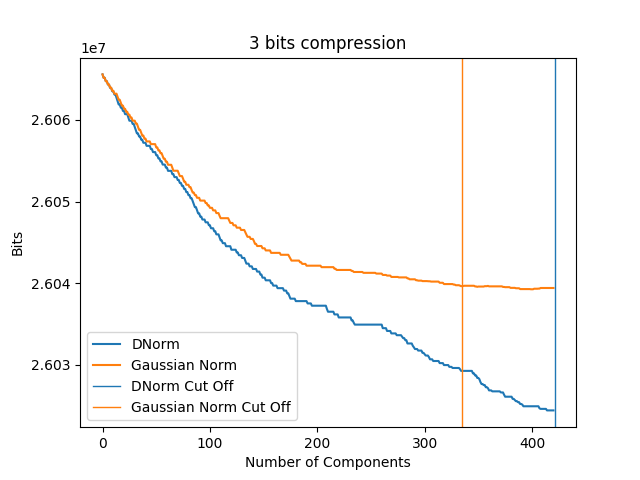 3 bits compression
1e7
2.606
2.605
2.604
2.603
Bits
DNorm
Gaussian Norm
DNorm Cut Off
Gaussian Norm Cut Off
0 100 200 300 400
Number of Components